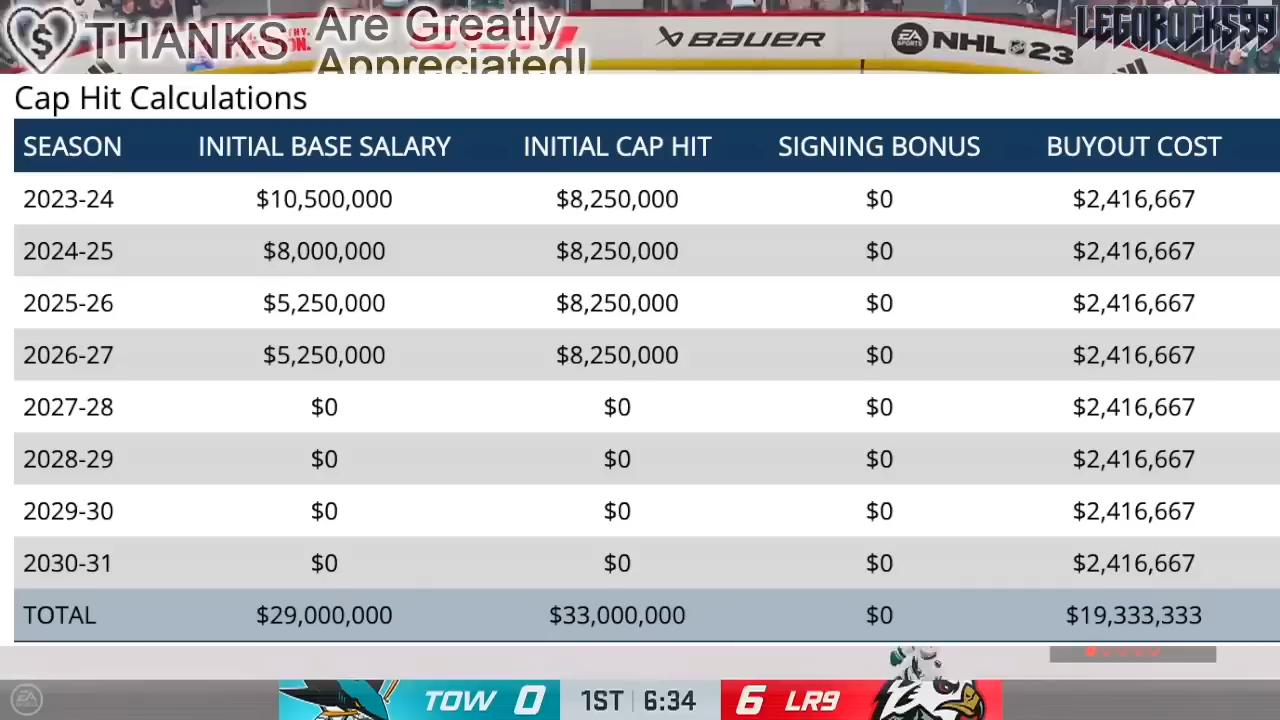 THANKS Are Greatly
Appreciated!
BAUER EA SPORTS NHL 23
LEGOROCKS99
Cap Hit Calculations
SEASON INITIAL BASE SALARY INITIAL CAP HIT SIGNING BONUS BUYOUT COST
2023-24 $10,500,000 $8,250,000 $0 $2,416,667
2024-25 $8,000,000 $8,250,000 $0 $2,416,667
2025-26 $5,250,000 $8,250,000 $0 $2,416,667
2026-27 $5,250,000 $8,250,000 $0 $2,416,667
2027-28 $0 $0 $0 $2,416,667
2028-29 $0 $0 $0 $2,416,667
2029-30 $0 $0 $0 $2,416,667
2030-31 $0 $0 $0 $2,416,667
TOTAL $29,000,000 $33,000,000 $0 $19,333,333
EA TOW 0 1ST 6:34 6 LR9